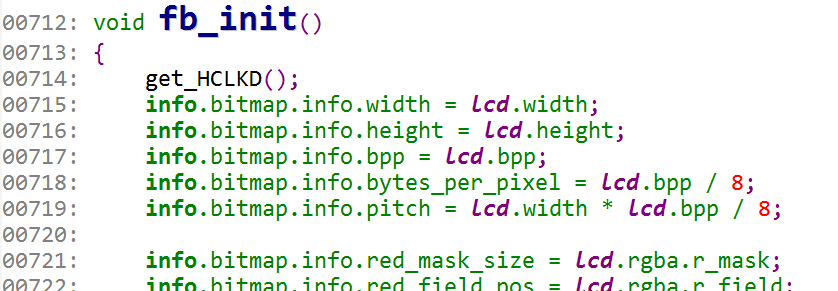 00712: void fb_init()
00713: {
00714:     get_HCLKD();
00715:     info.bitmap.info.width = lcd.width;
00716:     info.bitmap.info.height = lcd.height;
00717:     info.bitmap.info.bpp = lcd.bpp;
00718:     info.bitmap.info.bytes_per_pixel = lcd.bpp / 8;
00719:     info.bitmap.info.pitch = lcd.width * lcd.bpp / 8;
00720:
00721:     info.bitmap.info.red_mask_size = lcd.rgba.r_mask;
00722:     info.bitmap.info.red_field_pos = lcd.rgba.r_field;